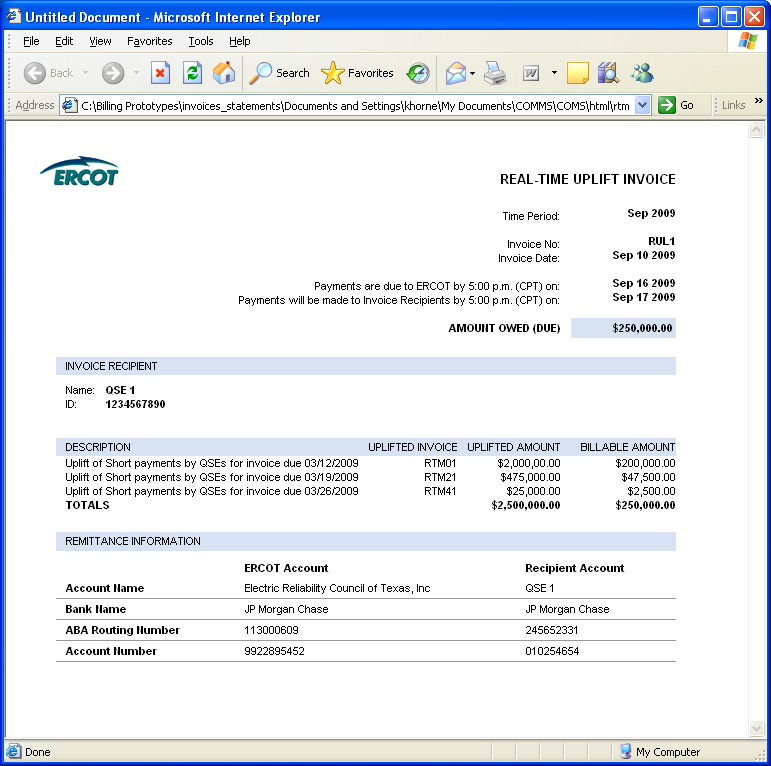 Untitled Document - Microsoft Internet Explorer
File Edit View Favorites Tools Help
Back Search Favorites
Address C:\Billing Prototypes\invoices_statements\Documents and Settings\khorne\My Documents\COMMS\COMS\html\rtm Go Links »
ERCOT
REAL-TIME UPLIFT INVOICE
Time Period: Sep 2009
Invoice No: RUL1
Invoice Date: Sep 10 2009
Payments are due to ERCOT by 5:00 p.m. (CPT) on: Sep 16 2009
Payments will be made to Invoice Recipients by 5:00 p.m. (CPT) on: Sep 17 2009
AMOUNT OWED (DUE) $250,000.00
INVOICE RECIPIENT
Name: QSE 1
ID: 1234567890
DESCRIPTION UPLIFTED INVOICE UPLIFTED AMOUNT BILLABLE AMOUNT
Uplift of Short payments by QSEs for invoice due 03/12/2009 RTM01 $2,000,00.00 $200,000.00
Uplift of Short payments by QSEs for invoice due 03/19/2009 RTM21 $475,000.00 $47,500.00
Uplift of Short payments by QSEs for invoice due 03/26/2009 RTM41 $25,000.00 $2,500.00
TOTALS $2,500,000.00 $250,000.00
REMITTANCE INFORMATION
ERCOT Account Recipient Account
Account Name Electric Reliability Council of Texas, Inc QSE 1
Bank Name JP Morgan Chase JP Morgan Chase
ABA Routing Number 113000609 245652331
Account Number 9922895452 010254654
Done My Computer